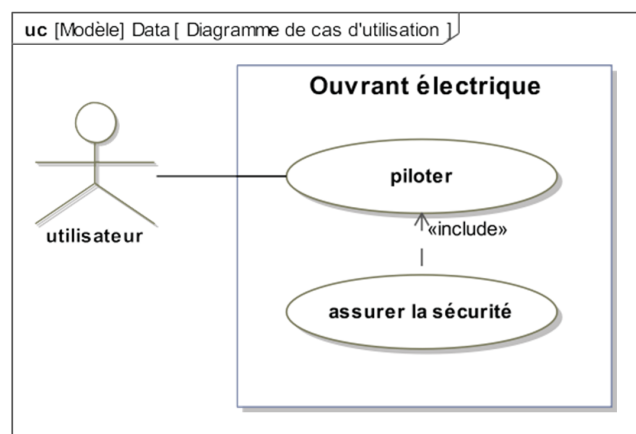 uc [Modèle] Data [ Diagramme de cas d'utilisation ]
Ouvrant électrique
piloter
utilisateur
«include»
assurer la sécurité